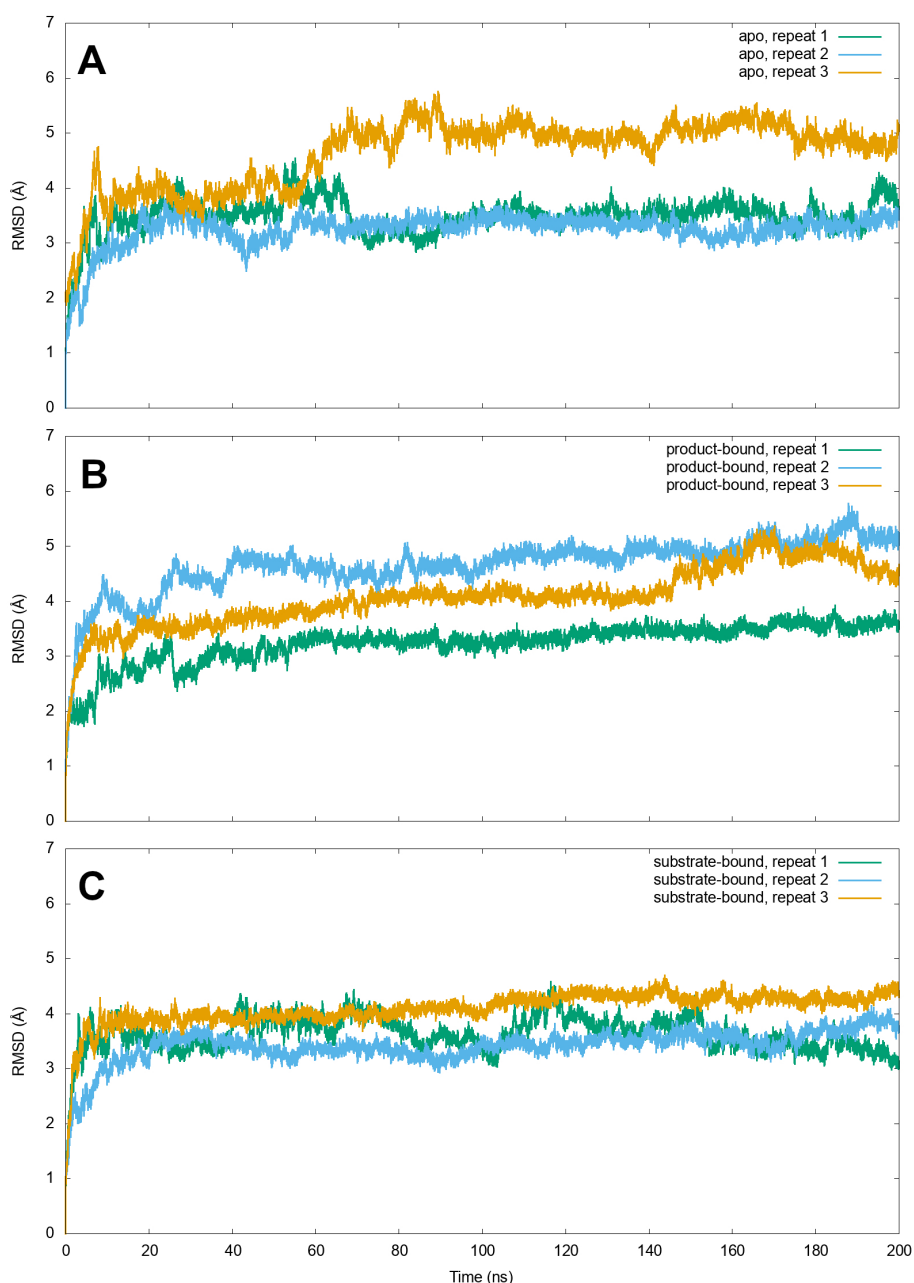 A
apo, repeat 1
apo, repeat 2
apo, repeat 3
RMSD (Å)
7
6
5
4
3
2
1
0
B
product-bound, repeat 1
product-bound, repeat 2
product-bound, repeat 3
RMSD (Å)
7
6
5
4
3
2
1
0
C
substrate-bound, repeat 1
substrate-bound, repeat 2
substrate-bound, repeat 3
RMSD (Å)
7
6
5
4
3
2
1
0
0 20 40 60 80 100 120 140 160 180 200
Time (ns)